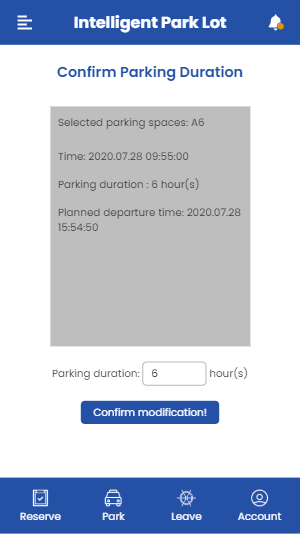 Intelligent Park Lot
Confirm Parking Duration
Selected parking spaces: A6
Time: 2020.07.28 09:55:00
Parking duration : 6 hour(s)
Planned departure time: 2020.07.28
15:54:50
Parking duration: 6 hour(s)
Confirm modification!
Reserve Park Leave Account